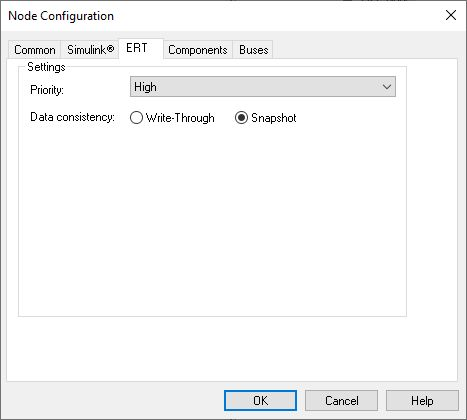 Node Configuration
Common Simulink® ERT Components Buses
Settings
Priority: High
Data consistency: Write-Through Snapshot
OK Cancel Help